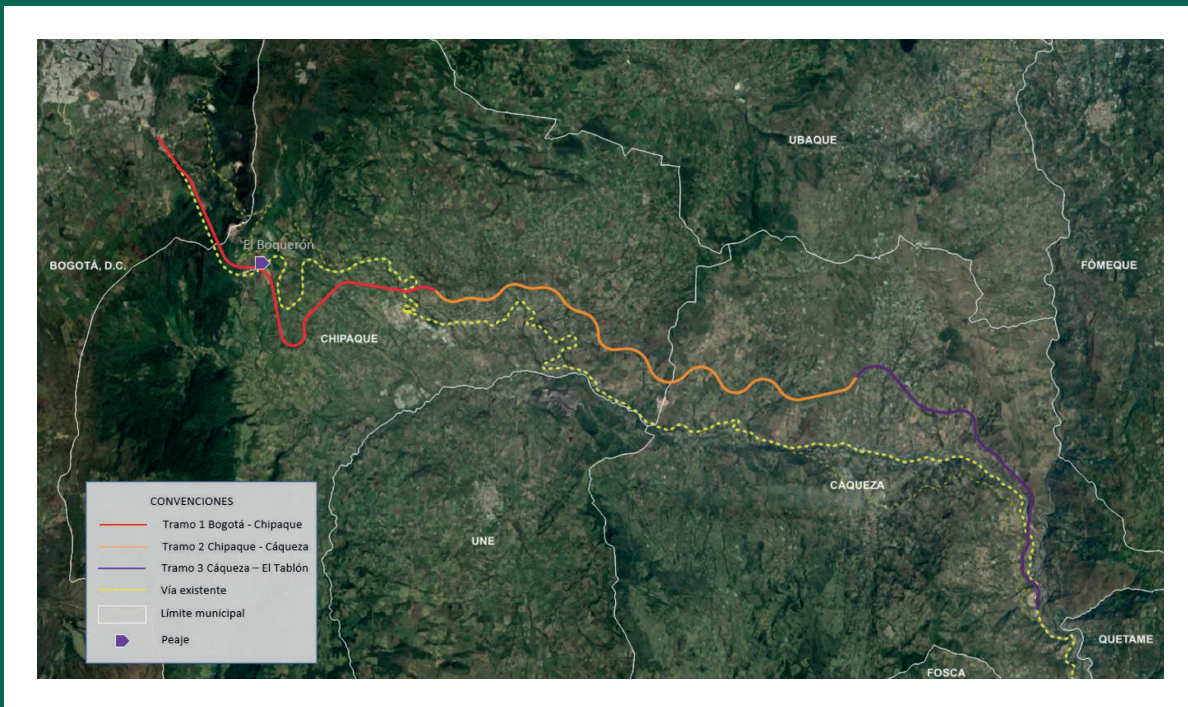 UBAQUE
El Boquerón
BOGOTÁ, D.C.
FÓMEQUE
CHIPAQUE
CÁQUEZA
UNE
QUETAME
FOSCA
CONVENCIONES
Tramo 1 Bogotá - Chipaque
Tramo 2 Chipaque - Cáqueza
Tramo 3 Cáqueza – El Tablón
Vía existente
Límite municipal
Peaje